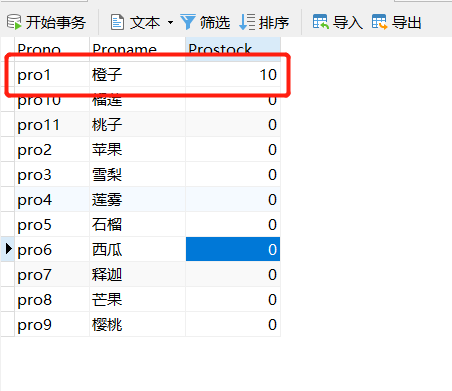 开始事务 文本 筛选 排序 导入 导出
Prono Proname Prostock
pro1 橙子 10
pro10 榴莲 0
pro11 桃子 0
pro2 苹果 0
pro3 雪梨 0
pro4 莲雾 0
pro5 石榴 0
pro6 西瓜 0
pro7 释迦 0
pro8 芒果 0
pro9 樱桃 0